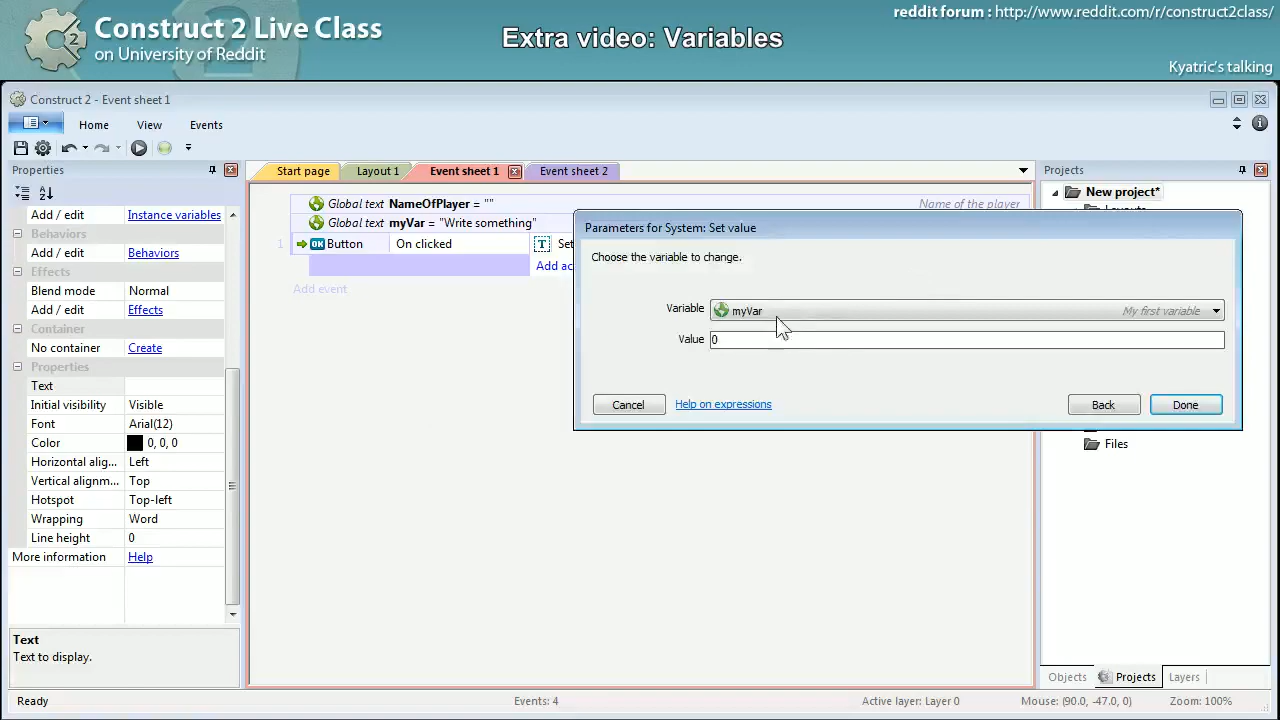 Construct 2 Live Class
on University of Reddit
Extra video: Variables
reddit forum : http://www.reddit.com/r/construct2class/
Kyatric's talking
Construct 2 - Event sheet 1
Home
View
Events
Properties
Start page
Layout 1
Event sheet 1
Event sheet 2
Projects
Add / edit
Instance variables
Behaviors
Add / edit
Behaviors
Effects
Blend mode
Normal
Add / edit
Effects
Container
No container
Create
Properties
Text
Initial visibility
Visible
Font
Arial(12)
Color
0, 0, 0
Horizontal alig...
Left
Vertical alignm...
Top
Hotspot
Top-left
Wrapping
Word
Line height
0
More information
Help
Text
Text to display.
Global text NameOfPlayer = ""
Name of the player
Global text myVar = "Write something"
1
OK
Button
On clicked
T
Set
Add ac
Add event
Parameters for System: Set value
Choose the variable to change.
Variable
myVar
My first variable
Value
0
Cancel
Help on expressions
Back
Done
New project*
Files
Objects
Projects
Layers
Ready
Events: 4
Active layer: Layer 0
Mouse: (90.0, -47.0, 0)
Zoom: 100%